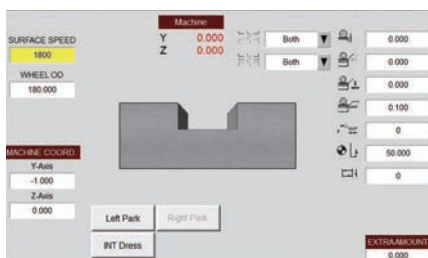 Machine
Y 0.000
Z 0.000
SURFACE SPEED
1800
WHEEL OD
180.000
Both
Both
0.000
0.000
0.000
0.100
0
50.000
0
MACHINE COORD
Y-Axis
-1.000
Z-Axis
0.000
Left Park
Right Park
INT Dress
EXTRA AMOUNT
0.000